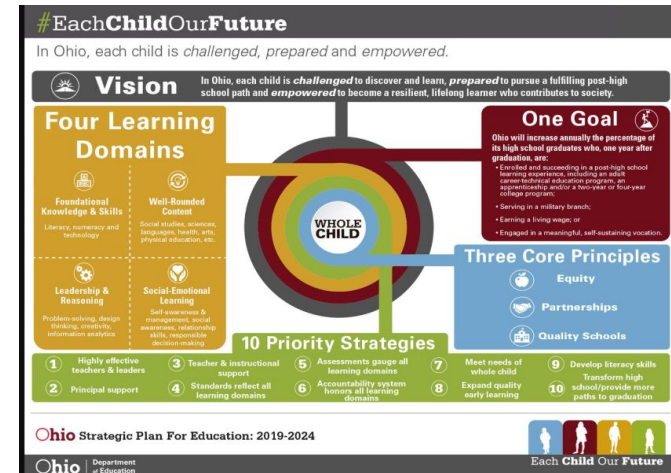 #EachChildOurFuture
In Ohio, each child is challenged, prepared and empowered.
Vision
In Ohio, each child is challenged to discover and learn, prepared to pursue a fulfilling post-high
school path and empowered to become a resilient, lifelong learner who contributes to society.
Four Learning
Domains
Foundational
Knowledge & Skills
Literacy, numeracy and
technology
Well-Rounded
Content
Social studies, sciences,
languages, health, arts,
physical education, etc.
Leadership &
Reasoning
Problem-solving, design
thinking, creativity,
information analytics
Social-Emotional
Learning
Self-awareness &
management, social
awareness, relationship
skills, responsible
decision-making
WHOLE
CHILD
One Goal
Ohio will increase annually the percentage of
its high school graduates who, one year after
graduation, are:
• Enrolled and succeeding in a post-high school
learning experience, including an adult
career-technical education program, an
apprenticeship and/or a two-year or four-year
college program;
• Serving in a military branch;
• Earning a living wage; or
• Engaged in a meaningful, self-sustaining vocation.
Three Core Principles
Equity
Partnerships
Quality Schools
10 Priority Strategies
1 Highly effective
teachers & leaders
2 Principal support
3 Teacher & instructional
support
4 Standards reflect all
learning domains
5 Assessments gauge all
learning domains
6 Accountability system
honors all learning
domains
7 Meet needs of
whole child
8 Expand quality
early learning
9 Develop literacy skills
10 Transform high
school/provide more
paths to graduation
Ohio Strategic Plan For Education: 2019-2024
Each Child Our Future
Ohio Department
of Education